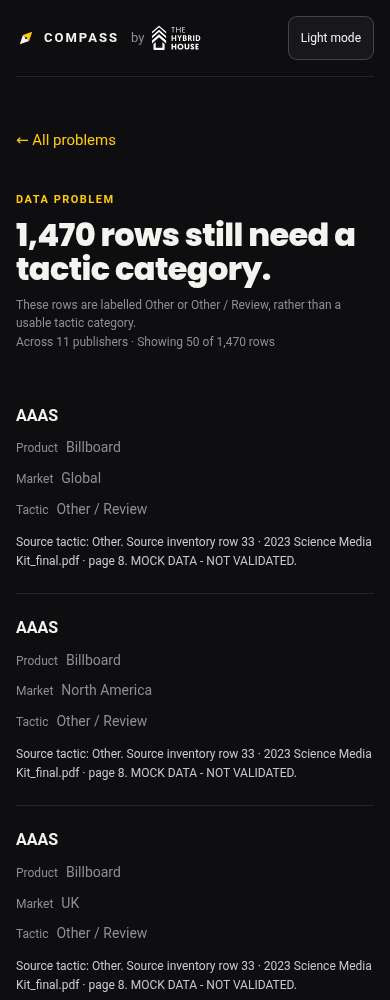 COMPASS by THE HYBRID HOUSE
Light mode
← All problems
DATA PROBLEM
1,470 rows still need a
tactic category.
These rows are labelled Other or Other / Review, rather than a
usable tactic category.
Across 11 publishers · Showing 50 of 1,470 rows
AAAS
Product Billboard
Market Global
Tactic Other / Review
Source tactic: Other. Source inventory row 33 · 2023 Science Media
Kit_final.pdf · page 8. MOCK DATA - NOT VALIDATED.
AAAS
Product Billboard
Market North America
Tactic Other / Review
Source tactic: Other. Source inventory row 33 · 2023 Science Media
Kit_final.pdf · page 8. MOCK DATA - NOT VALIDATED.
AAAS
Product Billboard
Market UK
Tactic Other / Review
Source tactic: Other. Source inventory row 33 · 2023 Science Media
Kit_final.pdf · page 8. MOCK DATA - NOT VALIDATED.